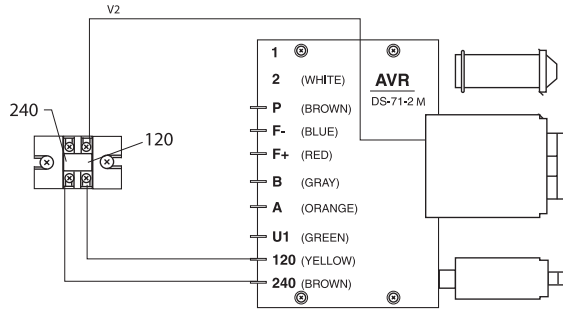 V2
1
2 (WHITE)
AVR
DS-71-2 M
P (BROWN)
F- (BLUE)
F+ (RED)
B (GRAY)
A (ORANGE)
U1 (GREEN)
120 (YELLOW)
240 (BROWN)
240
120